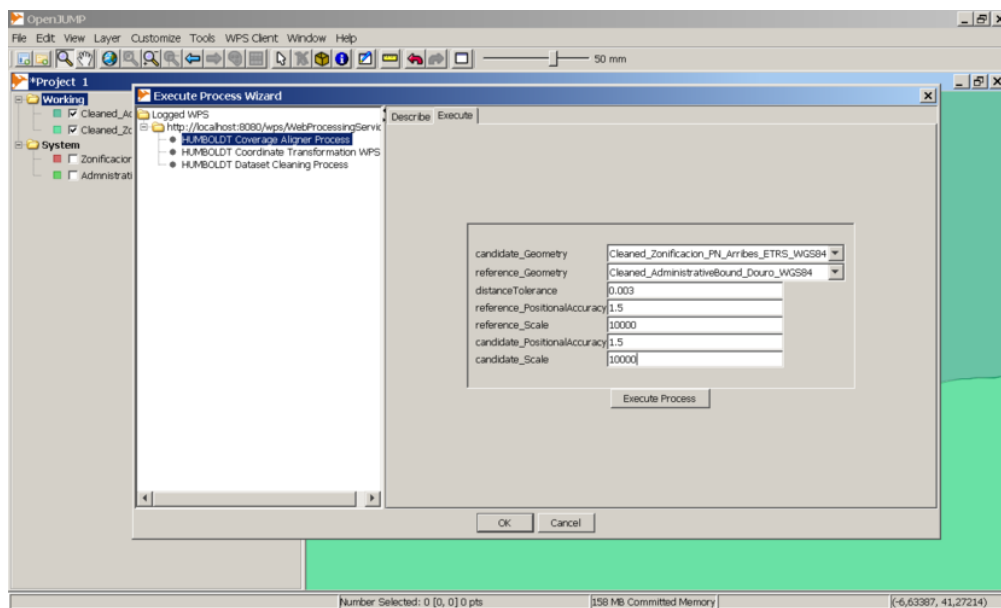 OpenJUMP
File Edit View Layer Customize Tools WPS Client Window Help
50 mm
*Project 1
Working
Cleaned_Ac
Cleaned_Zc
System
Zonificacior
Admnistrati
Execute Process Wizard
Logged WPS
http://localhost:8080/wps/WebProcessingServic
HUMBOLDT Coverage Aligner Process
HUMBOLDT Coordinate Transformation WPS
HUMBOLDT Dataset Cleaning Process
Describe Execute
candidate_Geometry Cleaned_Zonificacion_PN_Arribes_ETRS_WGS84
reference_Geometry Cleaned_AdministrativeBound_Douro_WGS84
distanceTolerance 0.003
reference_PositionalAccuracy 1.5
reference_Scale 10000
candidate_PositionalAccuracy 1.5
candidate_Scale 10000
Execute Process
OK Cancel
Number Selected: 0 [0, 0] 0 pts 158 MB Committed Memory (-6,63387, 41,27214)